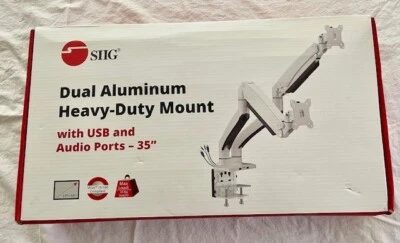 SIIG®
Dual Aluminum
Heavy-Duty Mount
with USB and
Audio Ports – 35"